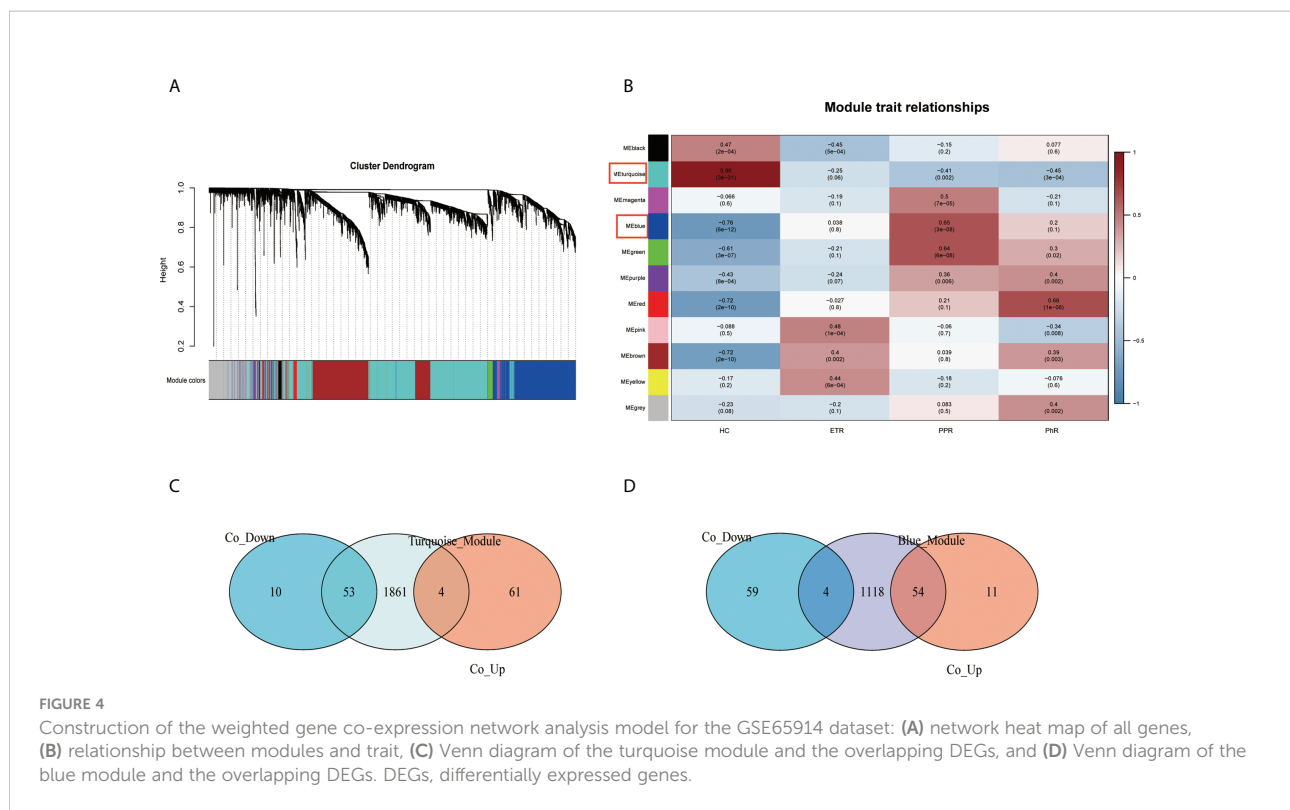 A
Cluster Dendrogram
Height
1.0
0.8
0.6
0.4
0.2
Module colors
B
Module trait relationships
MEblack
0.47 −0.45 −0.15 0.077
(2e−04) (5e−04) (0.2) (0.6)
MEturquoise
−0.25 −0.41 −0.45
(0.06) (0.002) (3e−04)
MEmagenta
−0.066 −0.19 0.5 −0.21
(0.6) (0.1) (7e−05) (0.1)
MEblue
−0.76 0.038 0.65 0.2
(6e−12) (0.8) (3e−08) (0.1)
MEgreen
−0.61 −0.21 0.64 0.3
(3e−07) (0.1) (6e−08) (0.02)
MEpurple
−0.43 −0.24 0.36 0.4
(8e−04) (0.07) (0.006) (0.002)
MEred
−0.72 −0.027 0.21
(2e−10) (0.8) (0.1)
MEpink
−0.088 0.48 −0.06 −0.34
(0.5) (1e−04) (0.7) (0.008)
MEbrown
−0.72 0.4 0.039 0.39
(2e−10) (0.002) (0.8) (0.003)
MEyellow
−0.17 0.44 −0.18 −0.076
(0.2) (6e−04) (0.2) (0.6)
MEgrey
−0.23 −0.2 0.083 0.4
(0.08) (0.1) (0.5) (0.002)
HC ETR PPR PhR
1
0.5
0
−0.5
−1
C
Co_Down
Turquoise_Module
10 53 1861 4 61
Co_Up
D
Co_Down
Blue_Module
59 4 1118 54 11
Co_Up
FIGURE 4
Construction of the weighted gene co-expression network analysis model for the GSE65914 dataset: (A) network heat map of all genes,
(B) relationship between modules and trait, (C) Venn diagram of the turquoise module and the overlapping DEGs, and (D) Venn diagram of the
blue module and the overlapping DEGs. DEGs, differentially expressed genes.